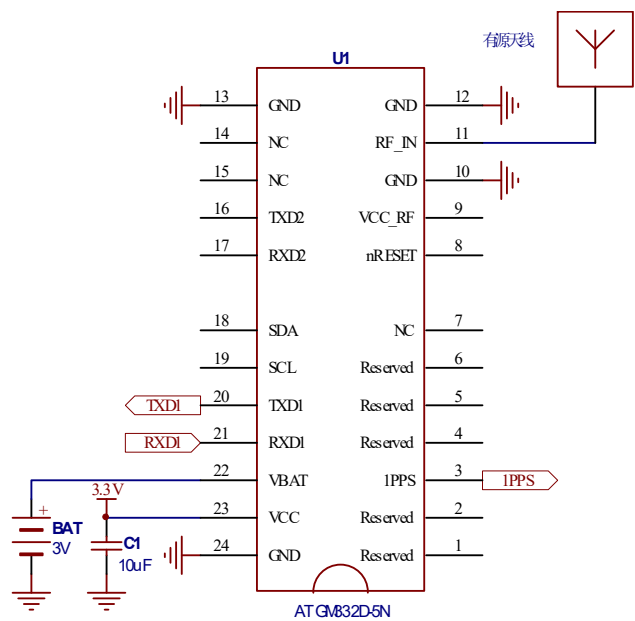 有源天线
U1
13 GND GND 12
14 NC RF_IN 11
15 NC GND 10
16 TXD2 VCC_RF 9
17 RXD2 nRESET 8
18 SDA NC 7
19 SCL Reserved 6
TXD1 20 TXD1 Reserved 5
RXD1 21 RXD1 Reserved 4
22 VBAT 1PPS 3 1PPS
3.3V
23 VCC Reserved 2
+
BAT
3V
C1
10uF
24 GND Reserved 1
ATGM332D-5N